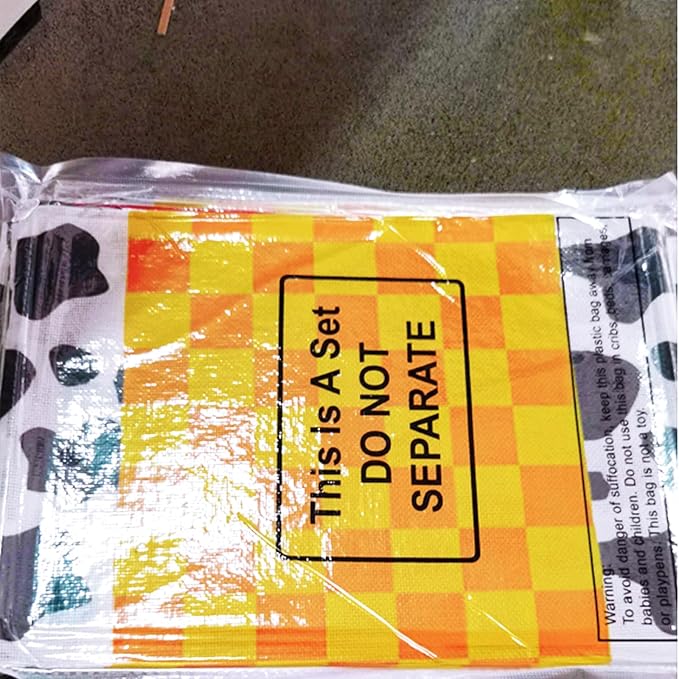 This Is A Set
DO NOT
SEPARATE
Warning:
To avoid danger of suffocation, keep this plastic bag away from
babies and children. Do not use this bag in cribs, beds, carriages,
or playpens. This bag is not a toy.